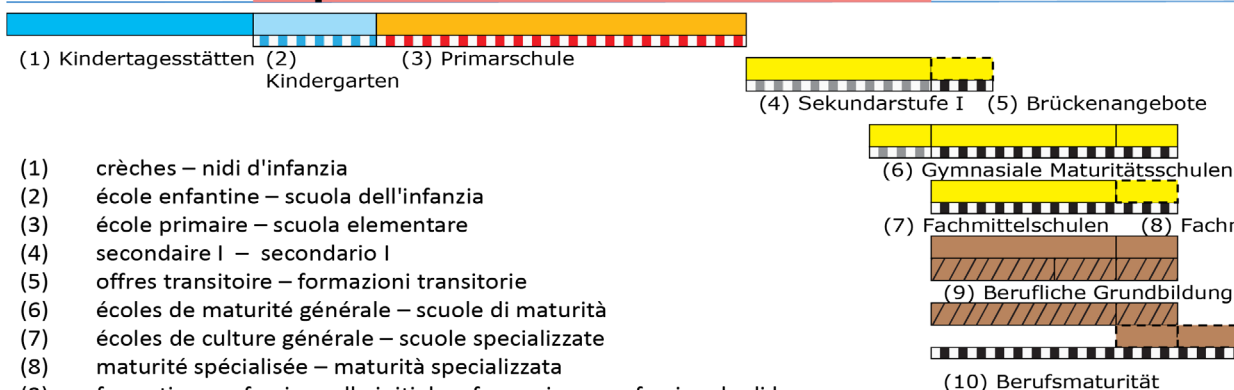 (1) Kindertagesstätten
(2) Kindergarten
(3) Primarschule
(4) Sekundarstufe I
(5) Brückenangebote
(6) Gymnasiale Maturitätsschulen
(7) Fachmittelschulen
(8)
(9) Berufliche Grundbildung
(10) Berufsmaturität
(1) crèches – nidi d'infanzia
(2) école enfantine – scuola dell'infanzia
(3) école primaire – scuola elementare
(4) secondaire I – secondario I
(5) offres transitoire – formazioni transitorie
(6) écoles de maturité générale – scuole di maturità
(7) écoles de culture générale – scuole specializzate
(8) maturité spécialisée – maturità specializzata